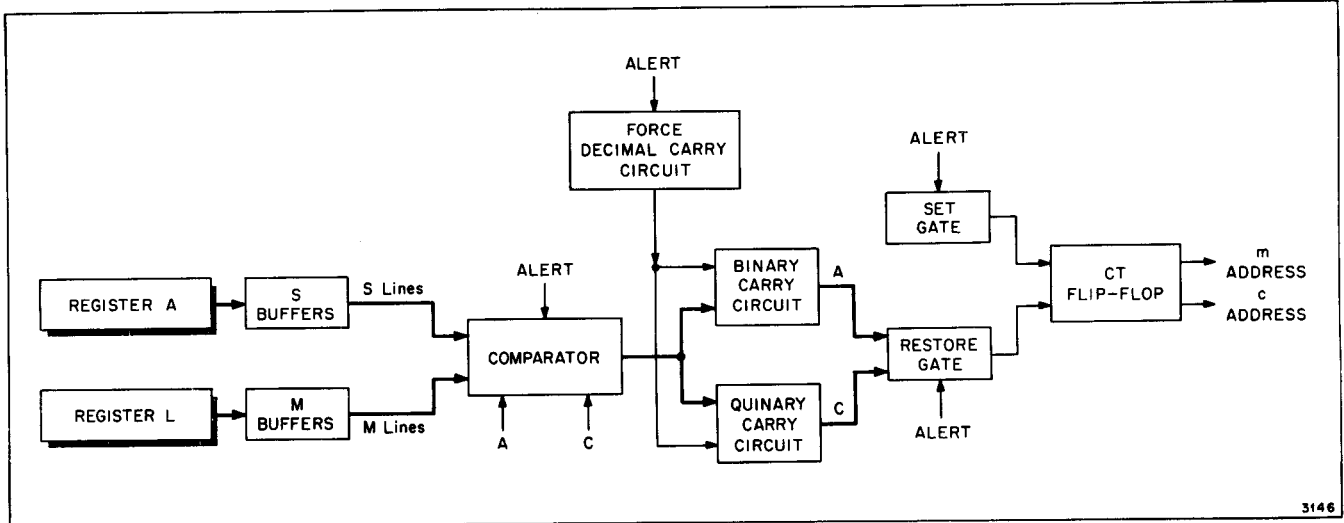 ALERT
FORCE
DECIMAL CARRY
CIRCUIT
ALERT
SET
GATE
BINARY
CARRY
CIRCUIT
A
CT
FLIP-FLOP
m
ADDRESS
c
ADDRESS
REGISTER A
S
BUFFERS
S Lines
ALERT
COMPARATOR
RESTORE
GATE
REGISTER L
M
BUFFERS
M Lines
A
C
QUINARY
CARRY
CIRCUIT
C
ALERT
3146